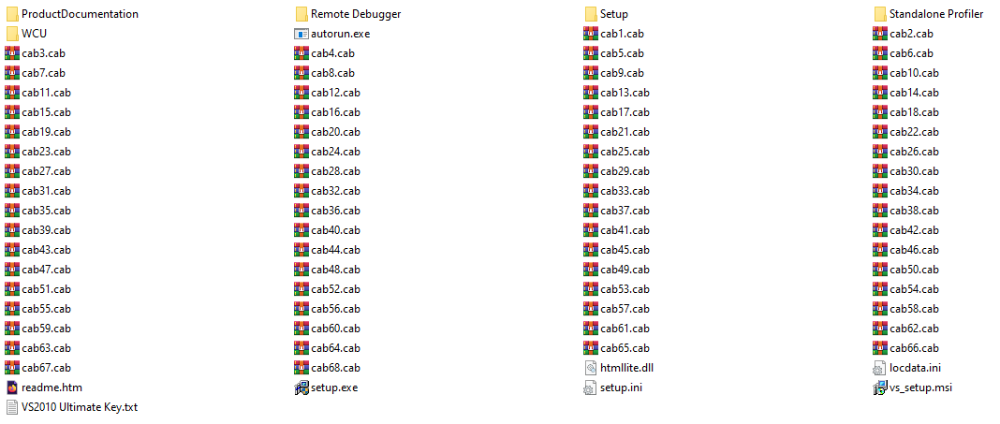 ProductDocumentation Remote Debugger Setup Standalone Profiler
WCU autorun.exe cab1.cab cab2.cab
cab3.cab cab4.cab cab5.cab cab6.cab
cab7.cab cab8.cab cab9.cab cab10.cab
cab11.cab cab12.cab cab13.cab cab14.cab
cab15.cab cab16.cab cab17.cab cab18.cab
cab19.cab cab20.cab cab21.cab cab22.cab
cab23.cab cab24.cab cab25.cab cab26.cab
cab27.cab cab28.cab cab29.cab cab30.cab
cab31.cab cab32.cab cab33.cab cab34.cab
cab35.cab cab36.cab cab37.cab cab38.cab
cab39.cab cab40.cab cab41.cab cab42.cab
cab43.cab cab44.cab cab45.cab cab46.cab
cab47.cab cab48.cab cab49.cab cab50.cab
cab51.cab cab52.cab cab53.cab cab54.cab
cab55.cab cab56.cab cab57.cab cab58.cab
cab59.cab cab60.cab cab61.cab cab62.cab
cab63.cab cab64.cab cab65.cab cab66.cab
cab67.cab cab68.cab htmllite.dll locdata.ini
readme.htm setup.exe setup.ini vs_setup.msi
VS2010 Ultimate Key.txt